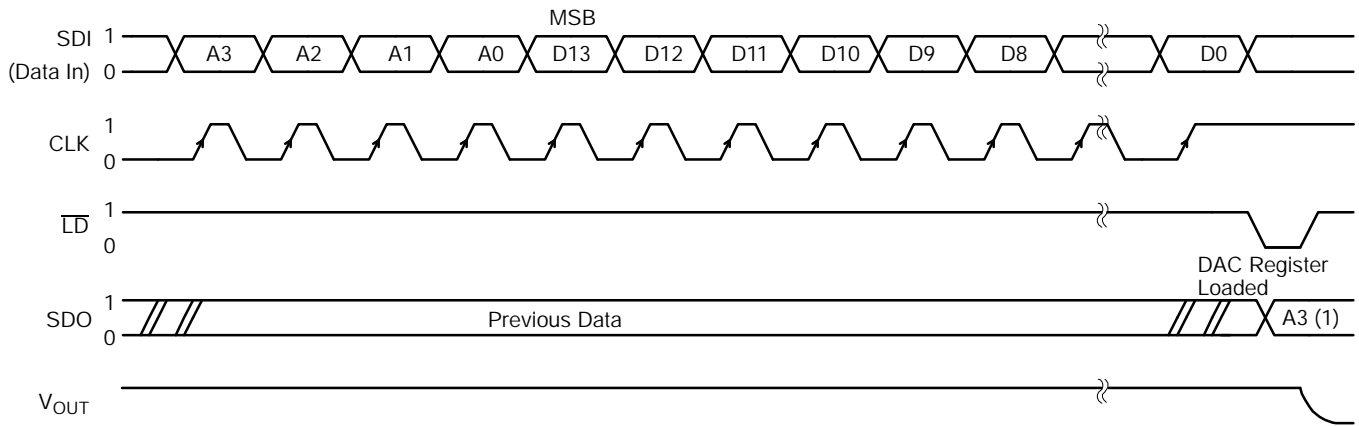 MSB
SDI 1 A3 A2 A1 A0 D13 D12 D11 D10 D9 D8 D0
(Data In) 0
CLK 1
0
LD 1
0
DAC Register
Loaded
SDO 1 Previous Data A3 (1)
0
VOUT